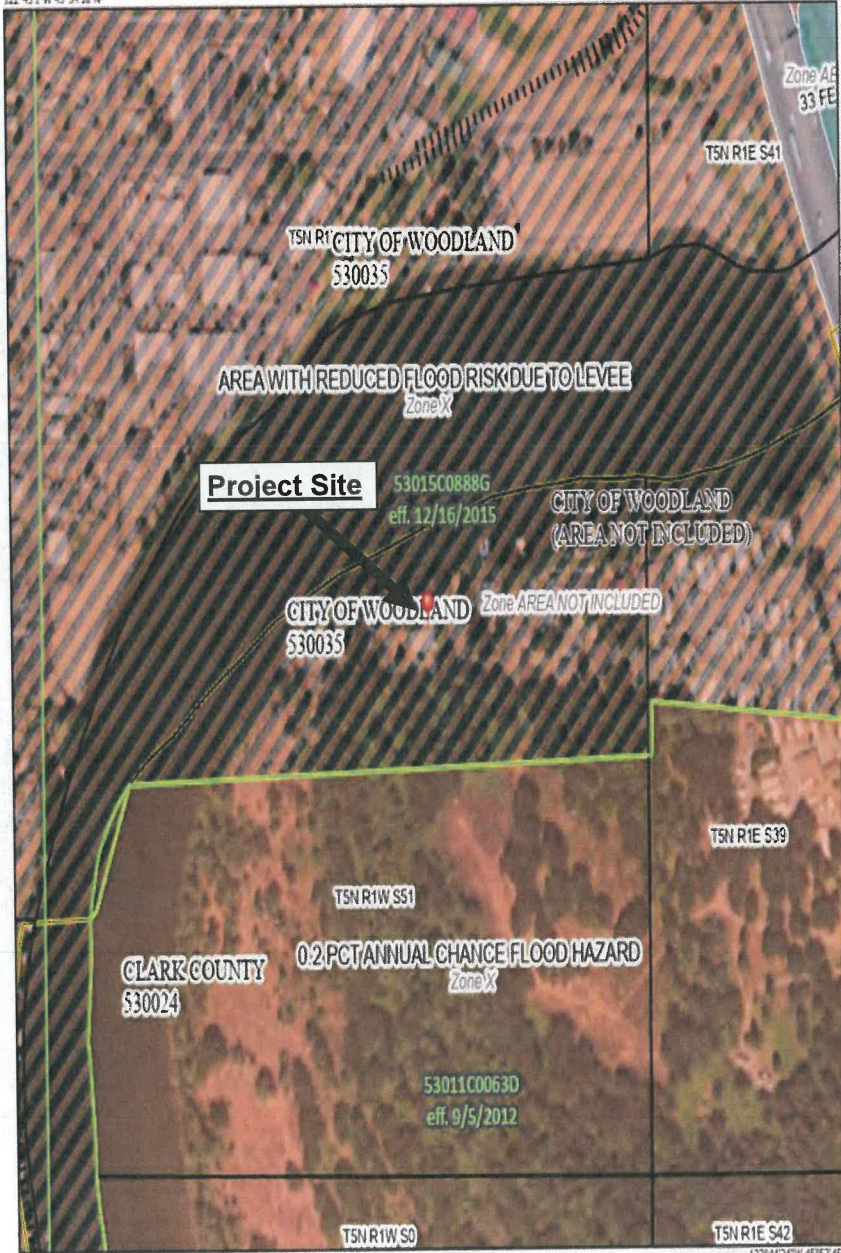 Zone AE
33 FE
T5N R1E S41
T5N R1
CITY OF WOODLAND
530035
AREA WITH REDUCED FLOOD RISK DUE TO LEVEE
Zone X
Project Site
53015C0888G
eff. 12/16/2015
CITY OF WOODLAND
(AREA NOT INCLUDED)
CITY OF WOODLAND
530035
Zone AREA NOT INCLUDED
T5N R1E S39
T5N R1W S51
0.2 PCT ANNUAL CHANCE FLOOD HAZARD
Zone X
CLARK COUNTY
530024
53011C0063D
eff. 9/5/2012
T5N R1W S0
T5N R1E S42